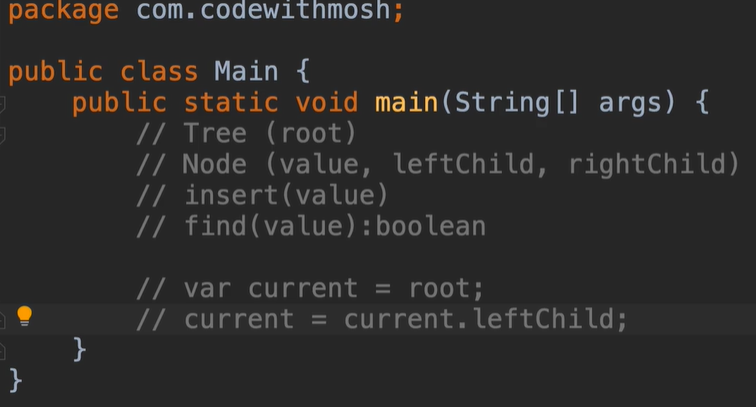 package com.codewithmosh;
public class Main {
public static void main(String[] args) {
// Tree (root)
// Node (value, leftChild, rightChild)
// insert(value)
// find(value):boolean
// var current = root;
// current = current.leftChild;
}
}